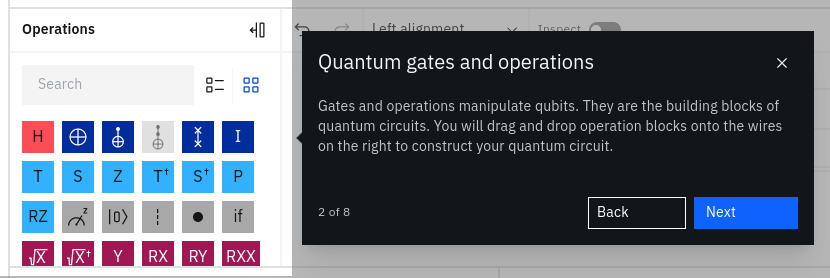 Operations
Left alignment
Inspect
Search
H
I
T S Z T† S† P
RZ z |0⟩ if
√X √X† Y RX RY RXX
Quantum gates and operations
Gates and operations manipulate qubits. They are the building blocks of
quantum circuits. You will drag and drop operation blocks onto the wires
on the right to construct your quantum circuit.
2 of 8
Back
Next